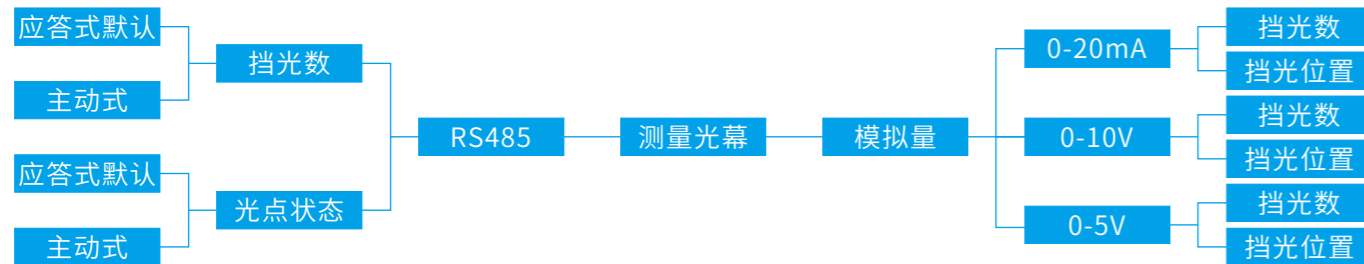 应答式默认
主动式
挡光数
应答式默认
主动式
光点状态
RS485
测量光幕
模拟量
0-20mA
挡光数
挡光位置
0-10V
挡光数
挡光位置
0-5V
挡光数
挡光位置